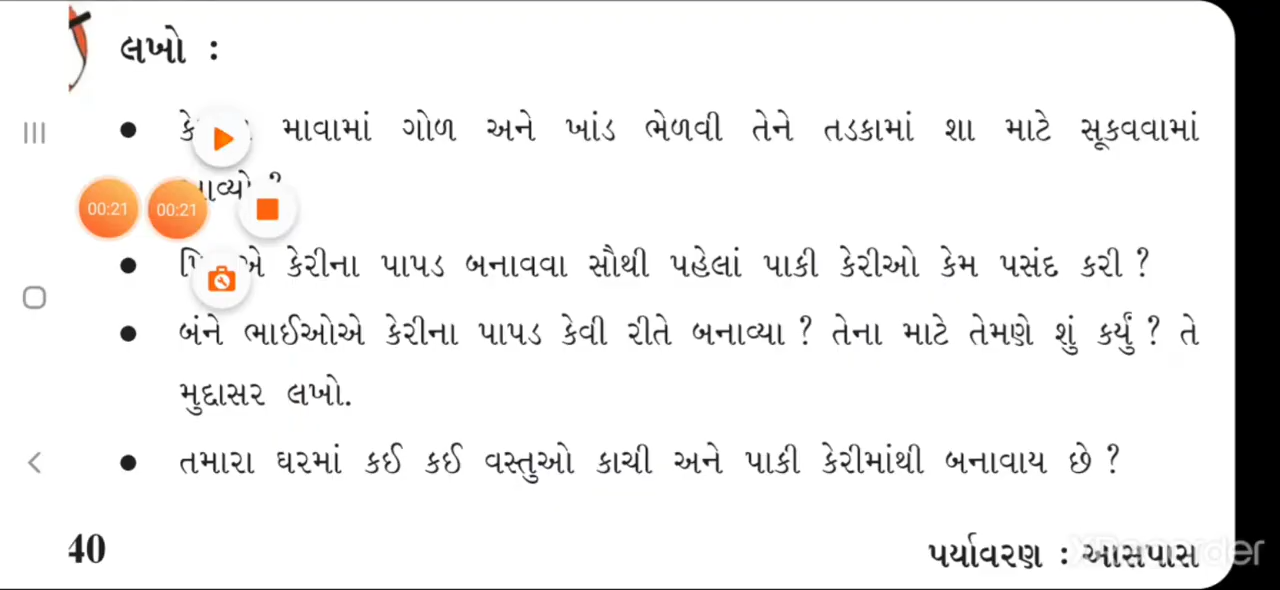 લખો :
• માવામાં ગોળ અને ખાંડ ભેળવી તેને તડકામાં શા માટે સૂકવવામાં
00:21 00:21
• કેરીના પાપડ બનાવવા સૌથી પહેલાં પાકી કેરીઓ કેમ પસંદ કરી ?
• બંને ભાઈઓએ કેરીના પાપડ કેવી રીતે બનાવ્યા ? તેના માટે તેમણે શું કર્યું ? તે
મુદ્દાસર લખો.
• તમારા ઘરમાં કઈ કઈ વસ્તુઓ કાચી અને પાકી કેરીમાંથી બનાવાય છે ?
40
પર્યાવરણ : આસપાસ
XRecorder